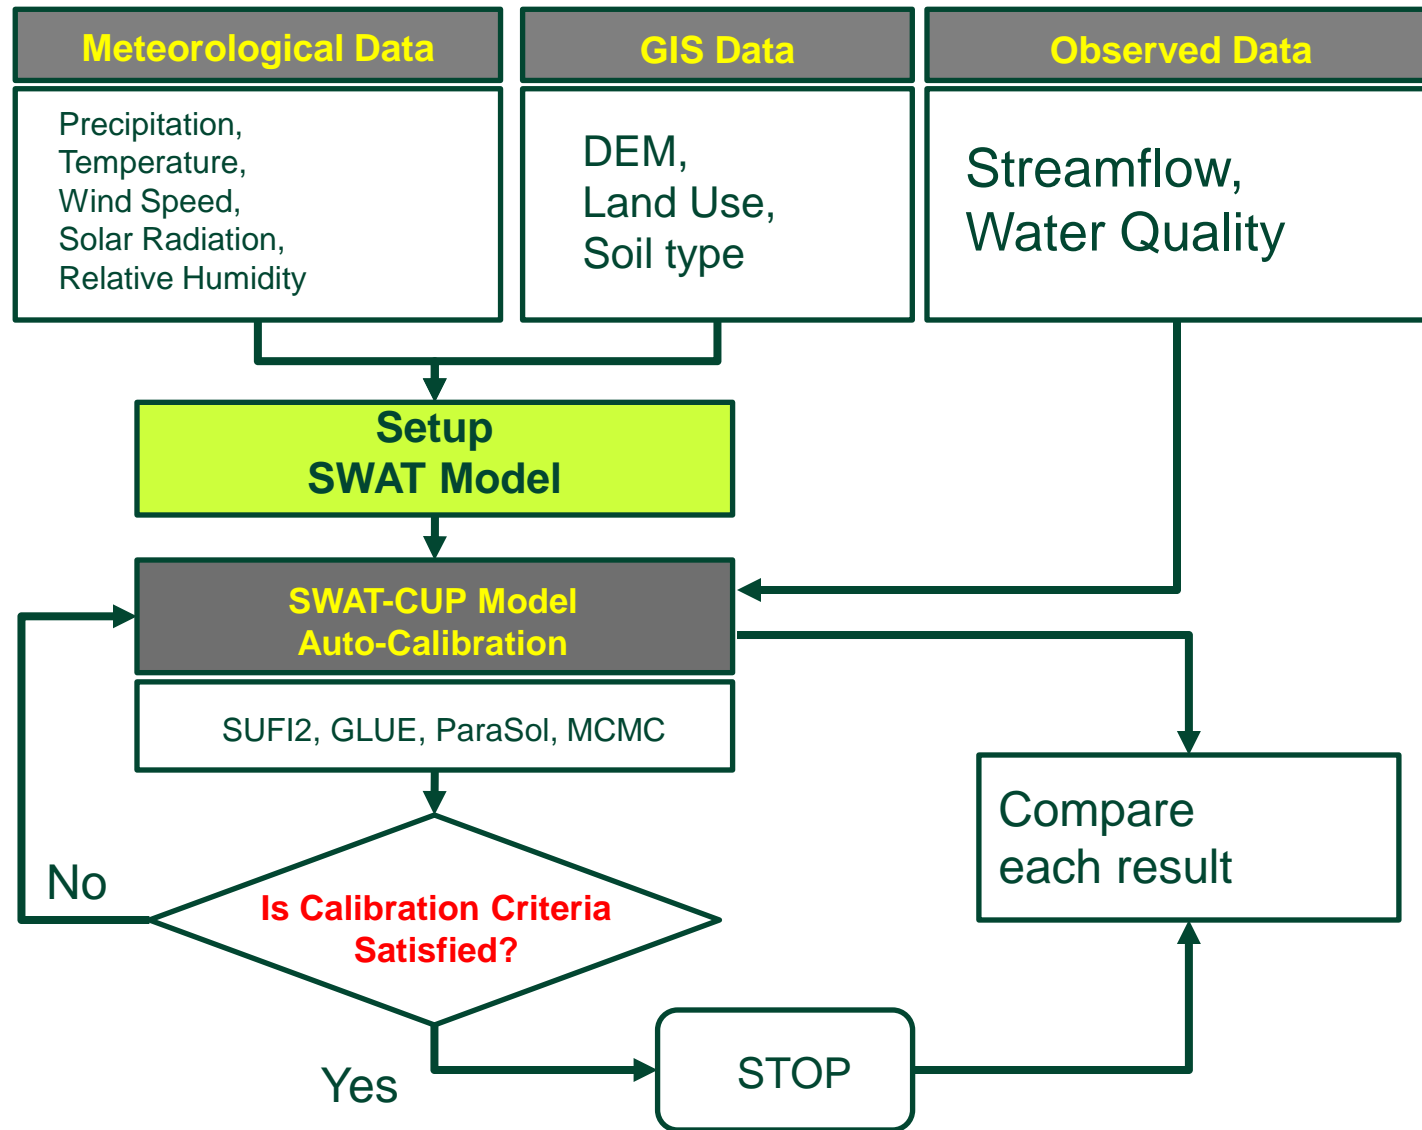 Meteorological Data
GIS Data
Observed Data
Precipitation,
Temperature,
Wind Speed,
Solar Radiation,
Relative Humidity
DEM,
Land Use,
Soil type
Streamflow,
Water Quality
Setup
SWAT Model
SWAT-CUP Model
Auto-Calibration
SUFI2, GLUE, ParaSol, MCMC
Compare
each result
No
Is Calibration Criteria
Satisfied?
Yes
STOP